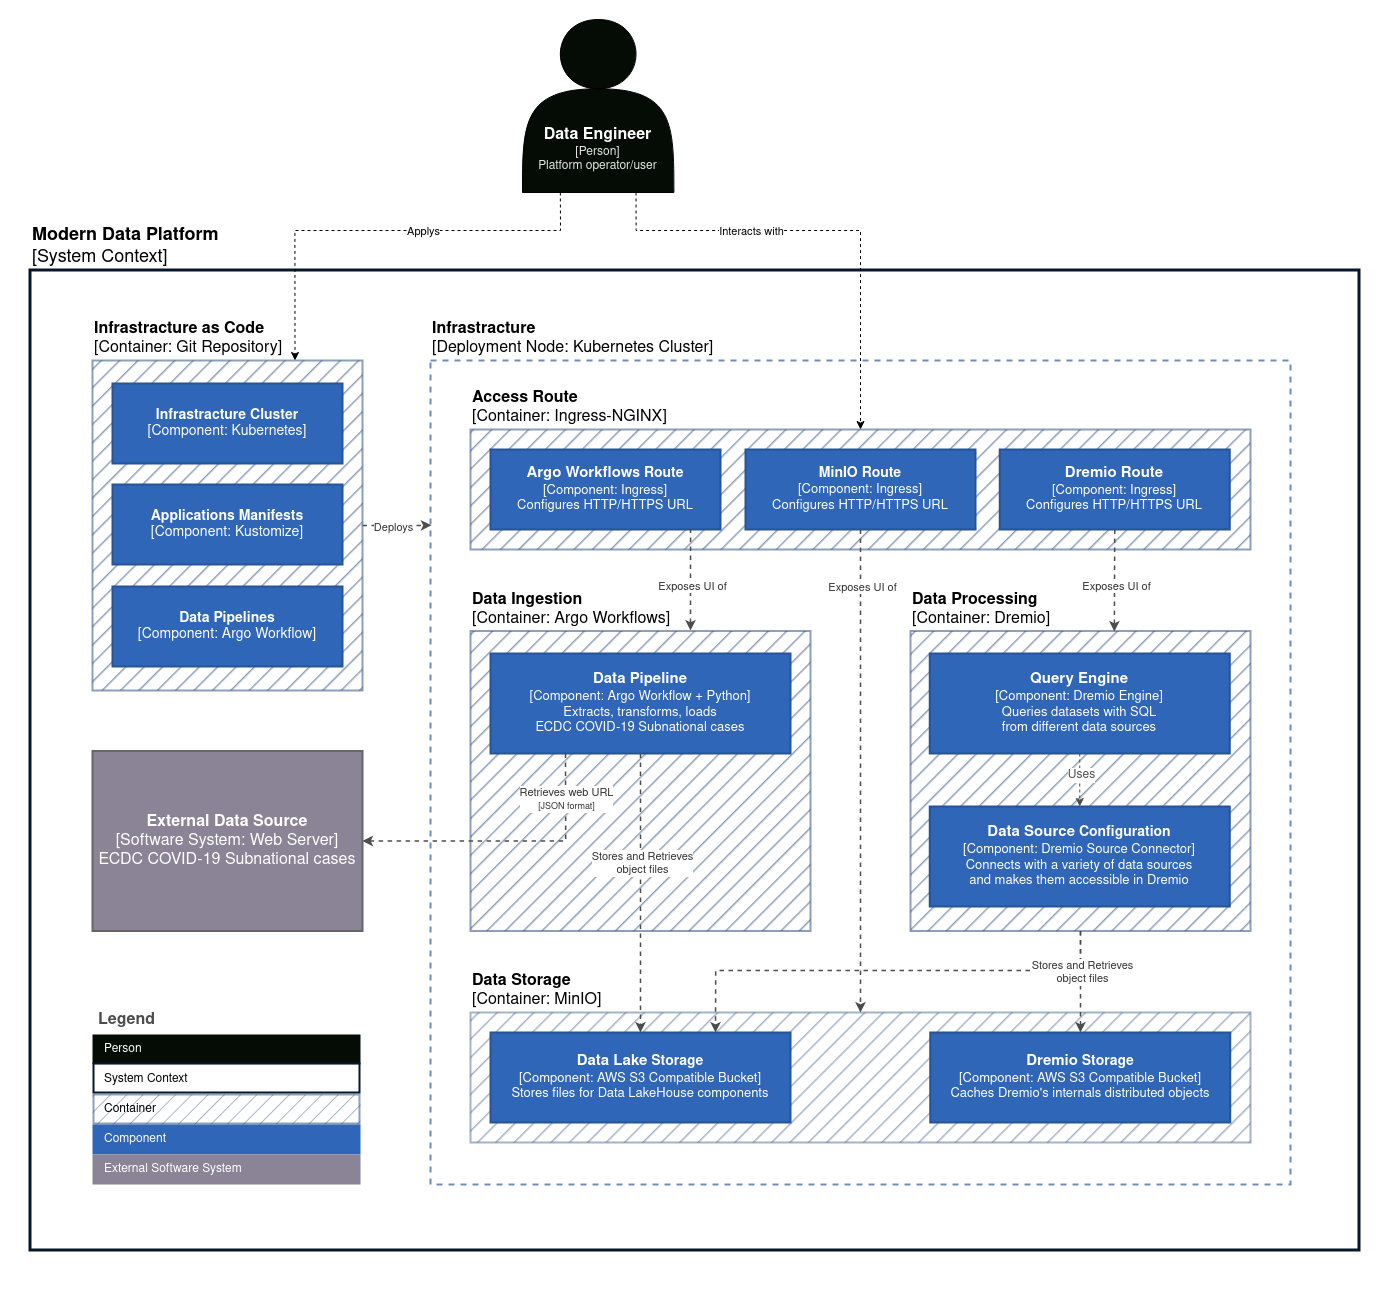 Data Engineer
[Person]
Platform operator/user
Applys
Interacts with
Modern Data Platform
[System Context]
Infrastracture as Code
[Container: Git Repository]
Infrastracture Cluster
[Component: Kubernetes]
Applications Manifests
[Component: Kustomize]
Data Pipelines
[Component: Argo Workflow]
Deploys
Infrastracture
[Deployment Node: Kubernetes Cluster]
Access Route
[Container: Ingress-NGINX]
Argo Workflows Route
[Component: Ingress]
Configures HTTP/HTTPS URL
MinIO Route
[Component: Ingress]
Configures HTTP/HTTPS URL
Dremio Route
[Component: Ingress]
Configures HTTP/HTTPS URL
Exposes UI of
Exposes UI of
Exposes UI of
Data Ingestion
[Container: Argo Workflows]
Data Pipeline
[Component: Argo Workflow + Python]
Extracts, transforms, loads
ECDC COVID-19 Subnational cases
Retrieves web URL
[JSON format]
Stores and Retrieves
object files
Data Processing
[Container: Dremio]
Query Engine
[Component: Dremio Engine]
Queries datasets with SQL
from different data sources
Uses
Data Source Configuration
[Component: Dremio Source Connector]
Connects with a variety of data sources
and makes them accessible in Dremio
Stores and Retrieves
object files
External Data Source
[Software System: Web Server]
ECDC COVID-19 Subnational cases
Data Storage
[Container: MinIO]
Data Lake Storage
[Component: AWS S3 Compatible Bucket]
Stores files for Data LakeHouse components
Dremio Storage
[Component: AWS S3 Compatible Bucket]
Caches Dremio's internals distributed objects
Legend
Person
System Context
Container
Component
External Software System